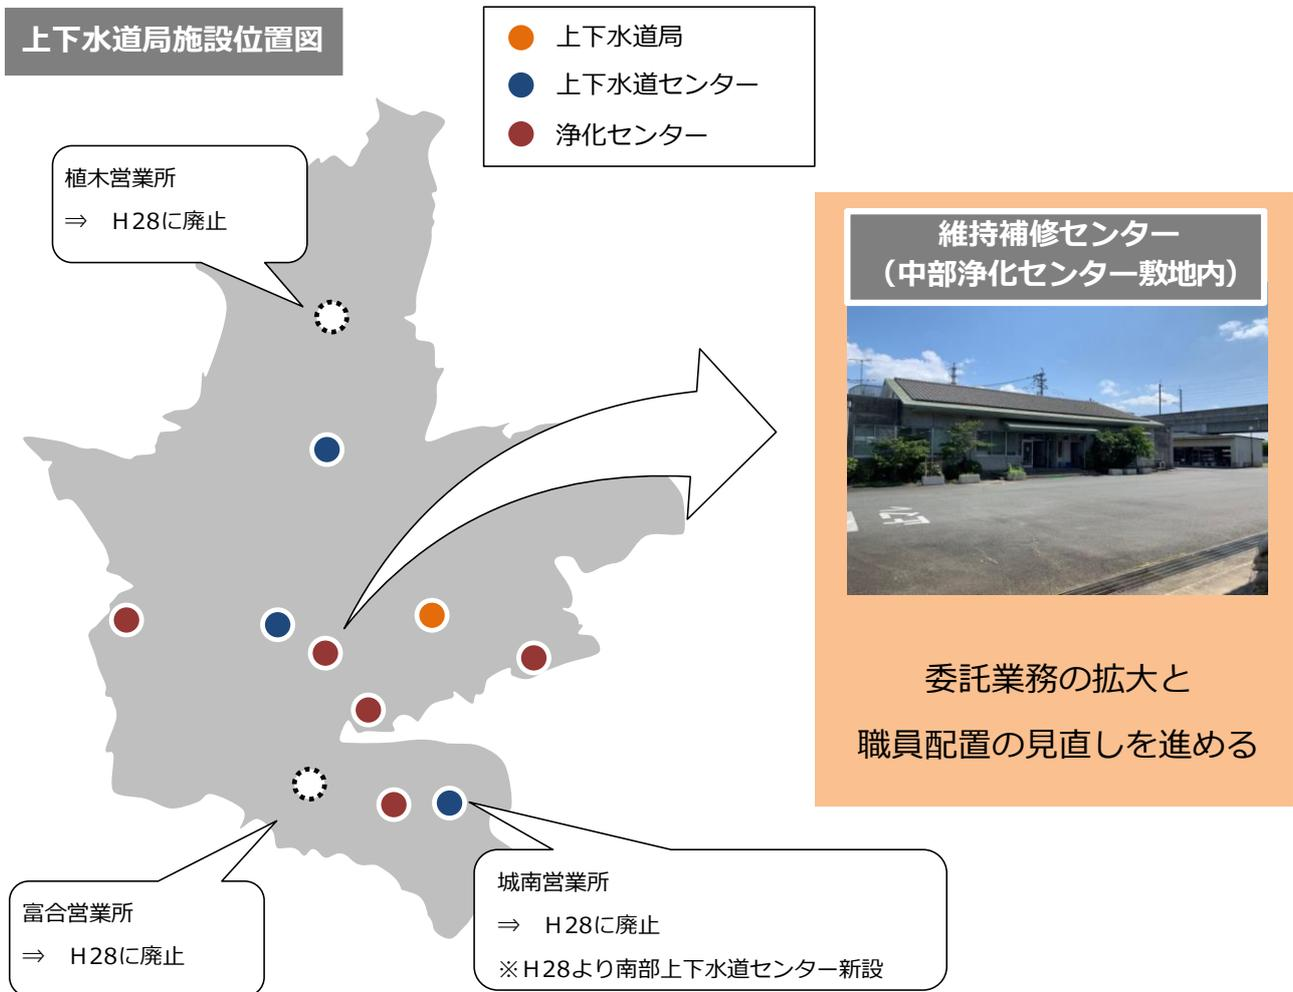 上下水道局施設位置図
上下水道局
上下水道センター
浄化センター
植木営業所
⇒　H28に廃止
維持補修センター
（中部浄化センター敷地内）
委託業務の拡大と
職員配置の見直しを進める
富合営業所
⇒　H28に廃止
城南営業所
⇒　H28に廃止
※H28より南部上下水道センター新設